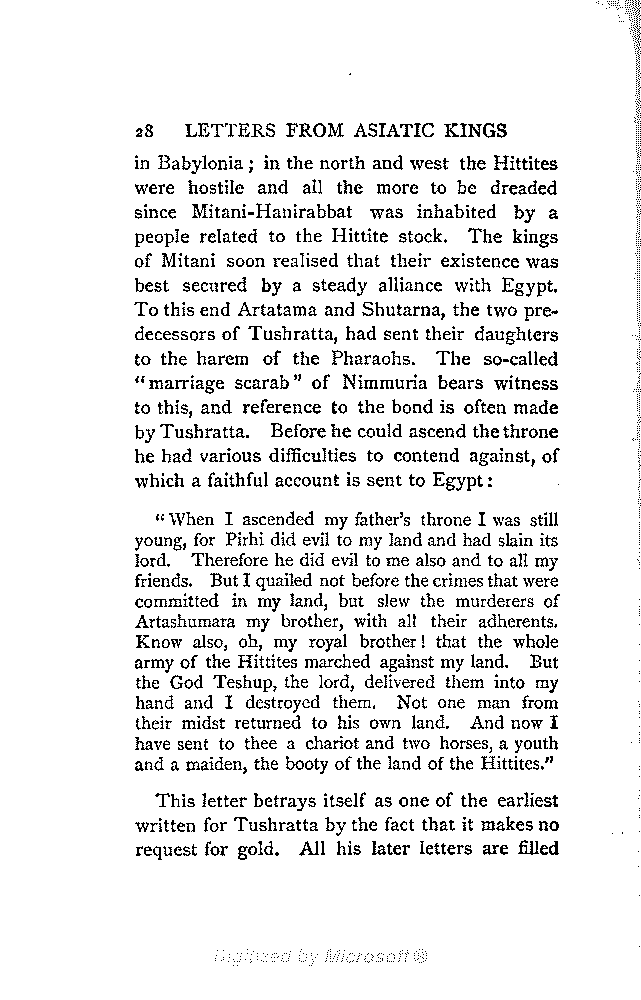 28 LETTERS FROM ASIATIC KINGS
in Babylonia; in the north and west the Hittites
were hostile and all the more to be dreaded
since Mitani-Hanirabbat was inhabited by a
people related to the Hittite stock. The kings
of Mitani soon realised that their existence was
best secured by a steady alliance with Egypt.
To this end Artatama and Shutarna, the two pre-
decessors of Tushratta, had sent their daughters
to the harem of the Pharaohs. The so-called
"marriage scarab" of Nimmuria bears witness
to this, and reference to the bond is often made
by Tushratta. Before he could ascend the throne
he had various difficulties to contend against, of
which a faithful account is sent to Egypt:
"When I ascended my father's throne I was still
young, for Pirhi did evil to my land and had slain its
lord. Therefore he did evil to me also and to all my
friends. But I quailed not before the crimes that were
committed in my land, but slew the murderers of
Artashumara my brother, with all their adherents.
Know also, oh, my royal brother! that the whole
army of the Hittites marched against my land. But
the God Teshup, the lord, delivered them into my
hand and I destroyed them. Not one man from
their midst returned to his own land. And now I
have sent to thee a chariot and two horses, a youth
and a maiden, the booty of the land of the Hittites."
This letter betrays itself as one of the earliest
written for Tushratta by the fact that it makes no
request for gold. All his later letters are filled
Digitized by Microsoft®